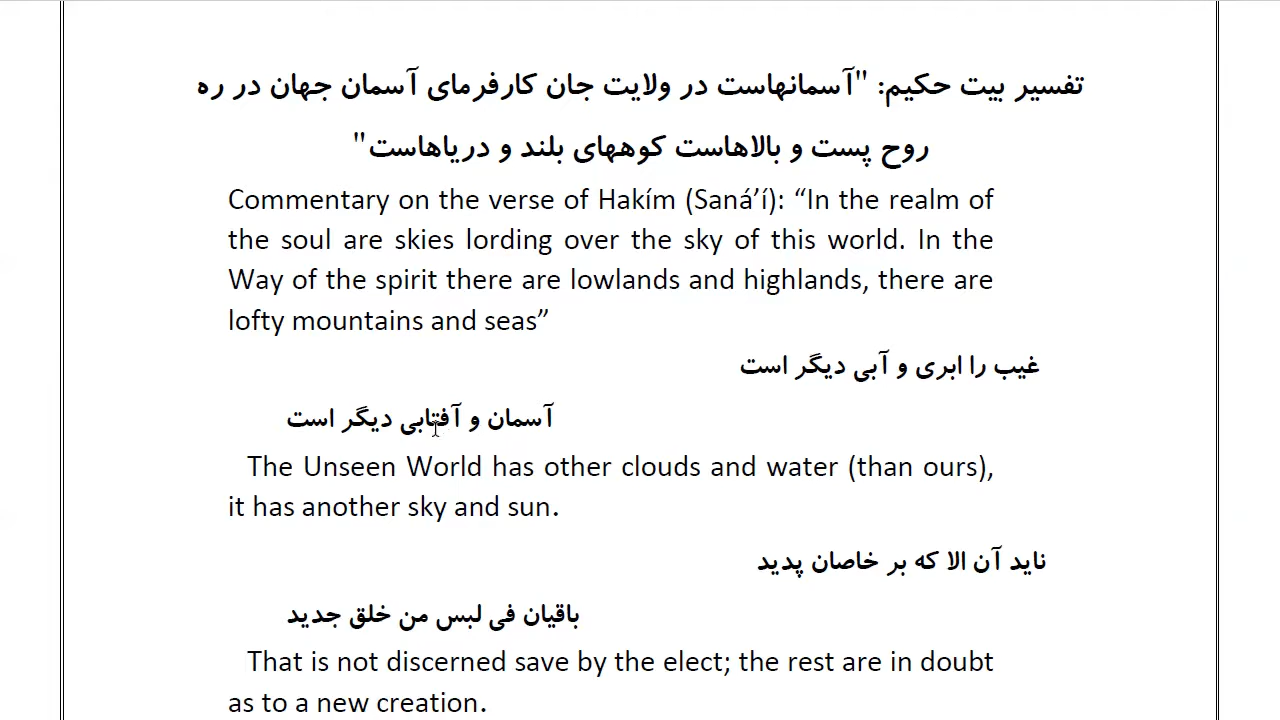 تفسیر بیت حکیم: "آسمانهاست در ولایت جان کارفرمای آسمان جهان در ره
روح پست و بالاهاست کوههای بلند و دریاهاست"
Commentary on the verse of Hakím (Saná’í): “In the realm of
the soul are skies lording over the sky of this world. In the
Way of the spirit there are lowlands and highlands, there are
lofty mountains and seas”
غیب را ابری و آبی دیگر است
آسمان و آفتابی دیگر است
The Unseen World has other clouds and water (than ours),
it has another sky and sun.
ناید آن الا که بر خاصان پدید
باقیان فی لبس من خلق جدید
That is not discerned save by the elect; the rest are in doubt
as to a new creation.